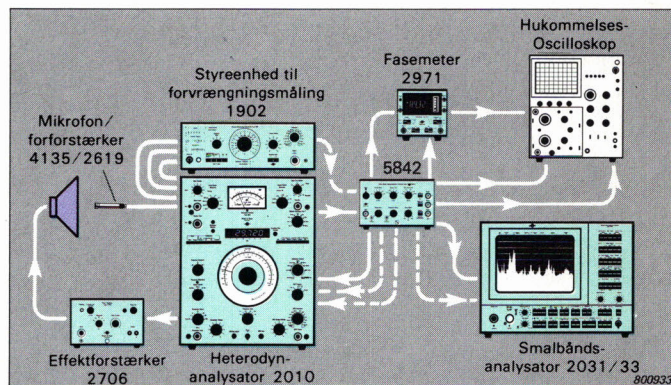 Hukommelses-
Oscilloskop
Fasemeter
2971
Styreenhed til
forvrængningsmåling
1902
Mikrofon/
forforstærker
4135/2619
5842
Effektforstærker
2706
Heterodyn-
analysator 2010
Smalbånds-
analysator 2031/33